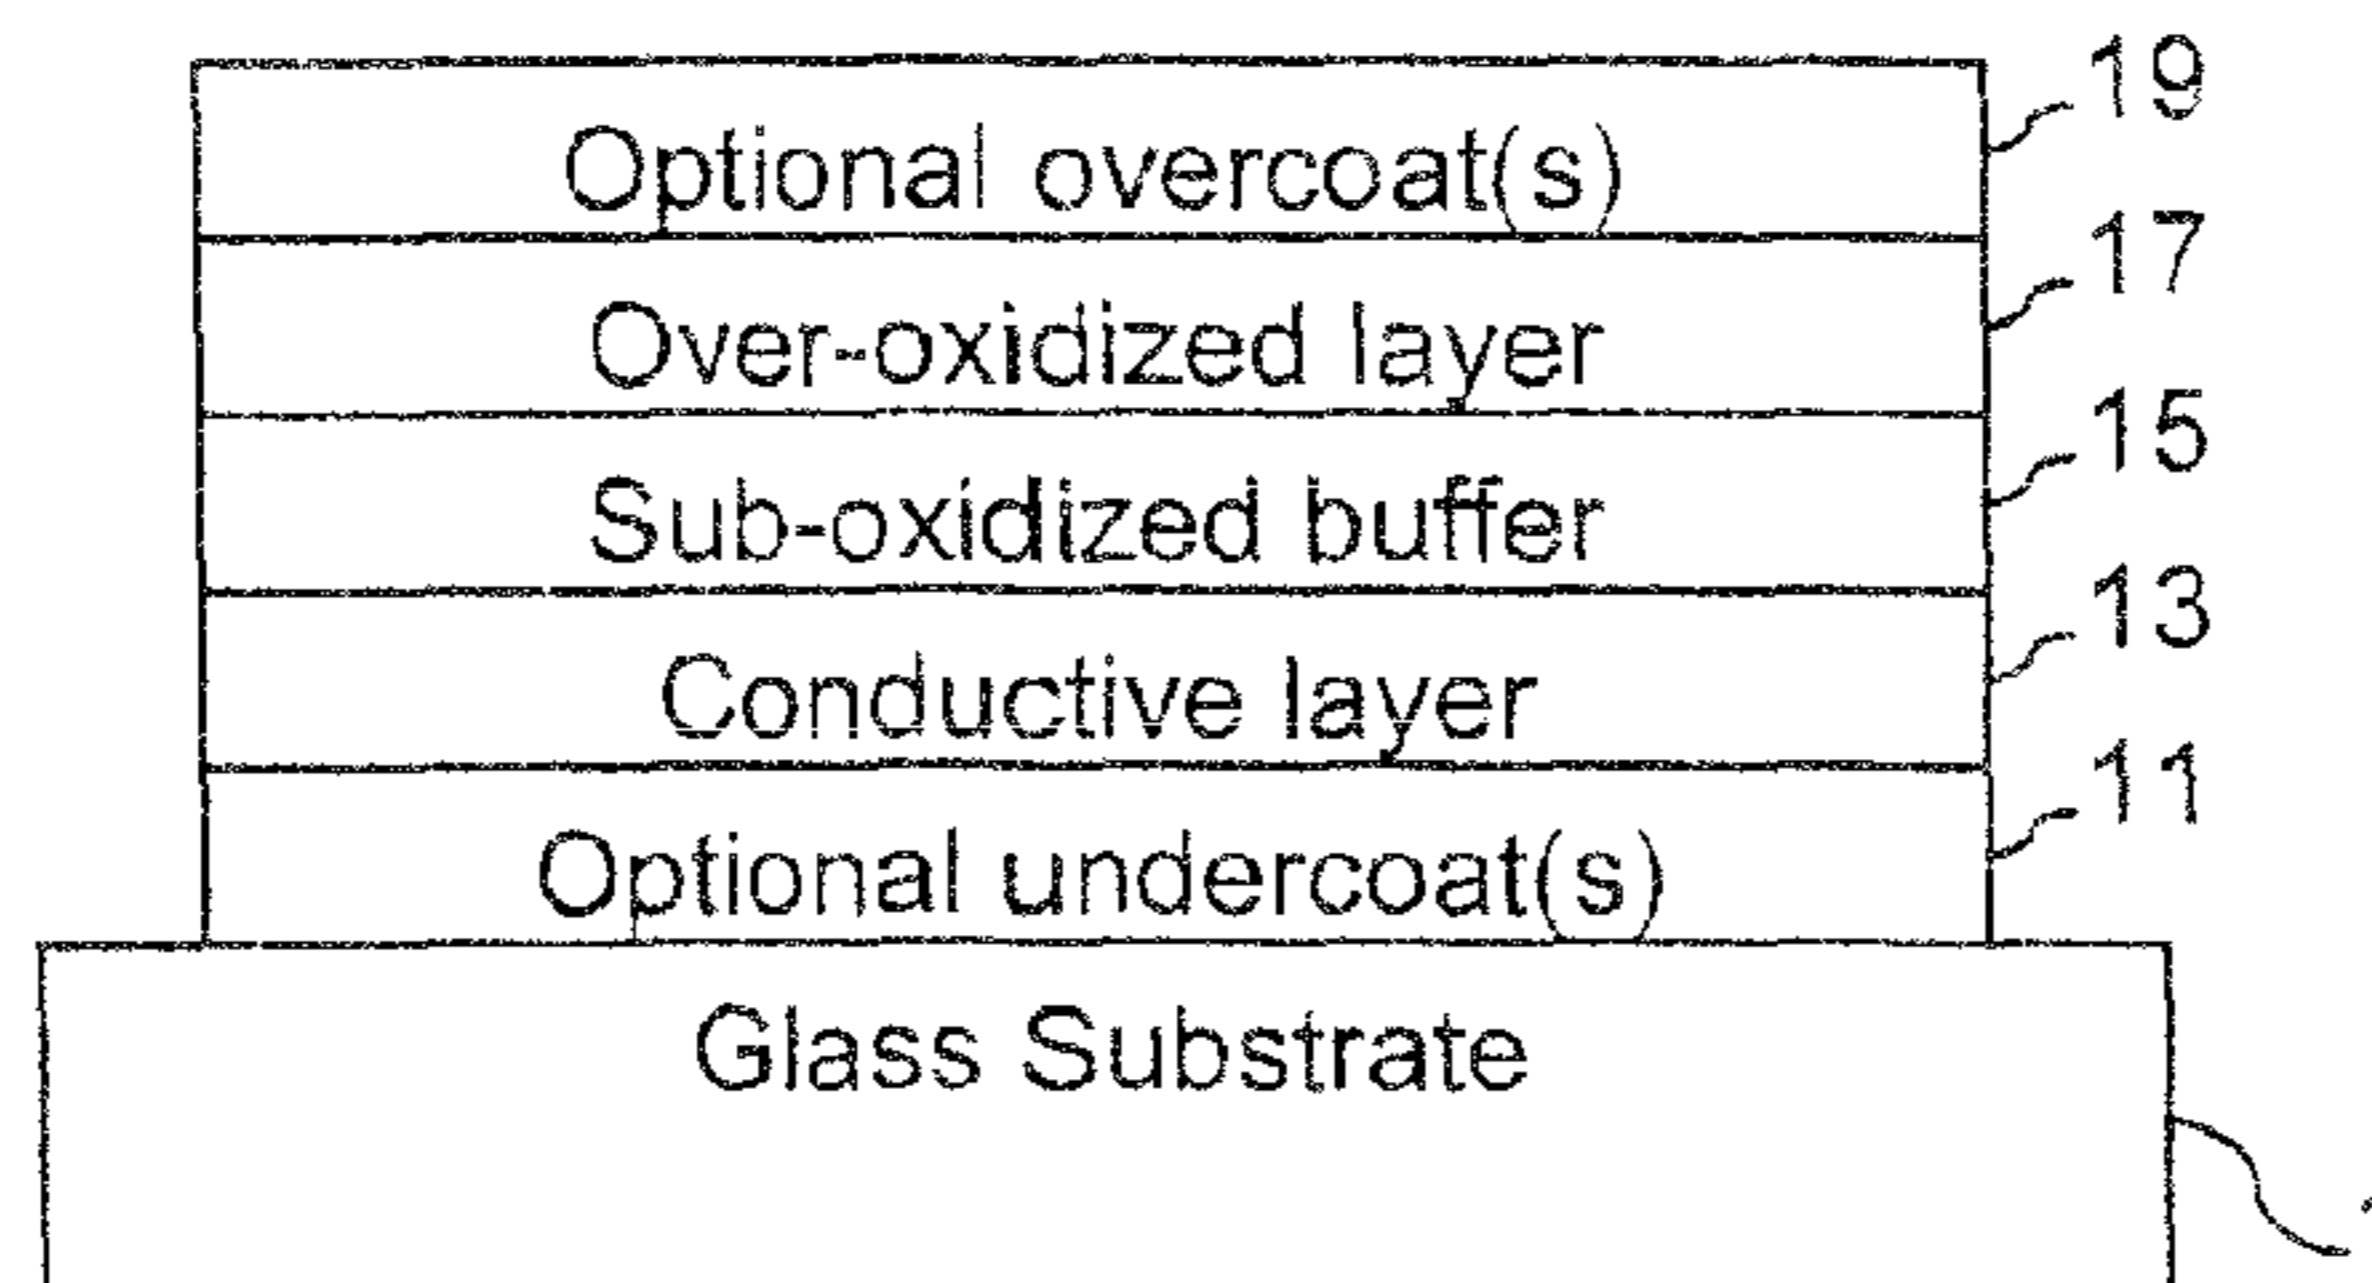 19
Optional overcoat(s)
17
Over-oxidized layer
15
Sub-oxidized buffer
13
Conductive layer
11
Optional undercoat(s)
Glass Substrate